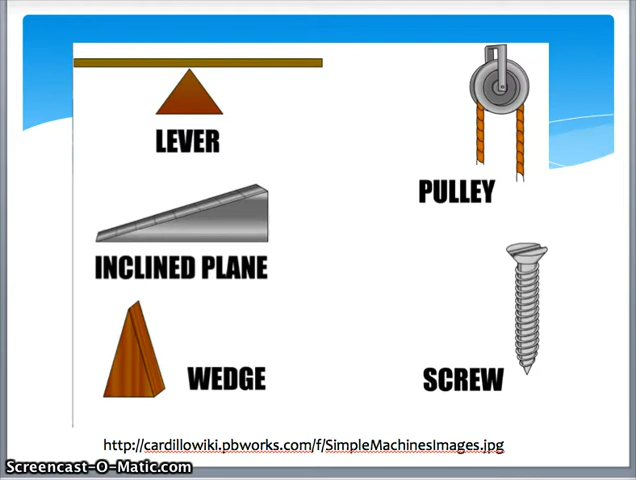 LEVER
PULLEY
INCLINED PLANE
WEDGE
SCREW
http://cardillowiki.pbworks.com/f/SimpleMachinesImages.jpg
Screencast-O-Matic.com